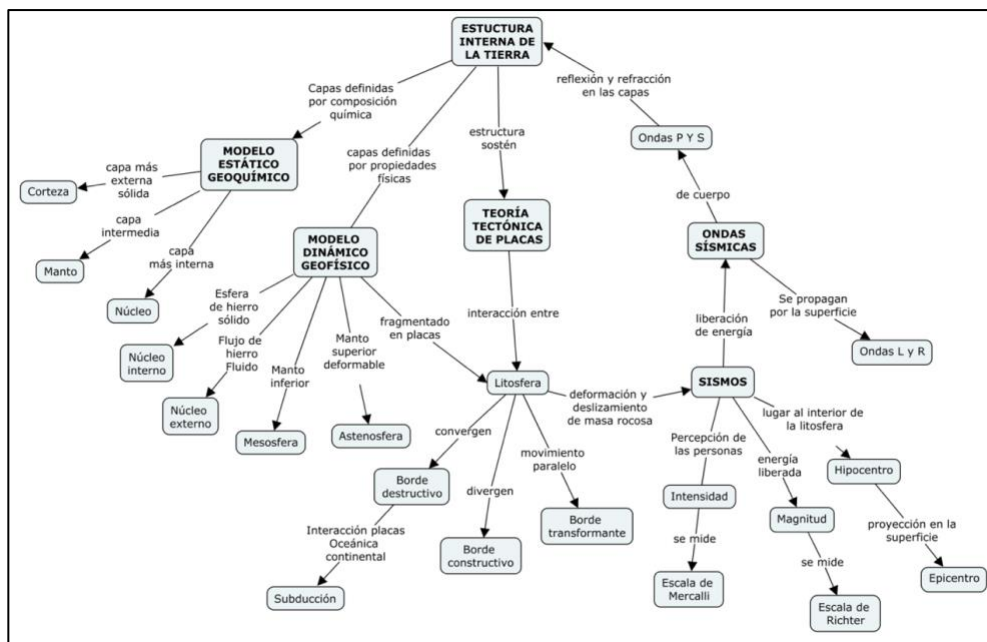 ESTUCTURA
INTERNA DE
LA TIERRA
Capas definidas
por composición
química
reflexión y refracción
en las capas
estructura
sostén
Ondas P Y S
MODELO
ESTÁTICO
GEOQUÍMICO
capas definidas
por propiedades
físicas
capa más
externa
sólida
Corteza
de cuerpo
capa
intermedia
TEORÍA
TECTÓNICA
DE PLACAS
MODELO
DINÁMICO
GEOFÍSICO
ONDAS
SÍSMICAS
capa
más interna
Manto
Núcleo
Esfera
de hierro
sólido
Se propagan
por la superficie
interacción entre
liberación
de energía
fragmentado
en placas
Flujo de
hierro
Fluido
Manto
superior
deformable
Núcleo
interno
Ondas L y R
Manto
inferior
Litosfera
deformación y
deslizamiento
de masa rocosa
SISMOS
Núcleo
externo
lugar al interior de
la litosfera
Mesosfera
Astenosfera
convergen
movimiento
paralelo
Percepción de
las personas
energía
liberada
Hipocentro
Borde
destructivo
divergen
Intensidad
Magnitud
Borde
transformante
proyección en la
superficie
Interacción placas
Oceánica
continental
se mide
Borde
constructivo
se mide
Epicentro
Subducción
Escala de
Mercalli
Escala de
Richter